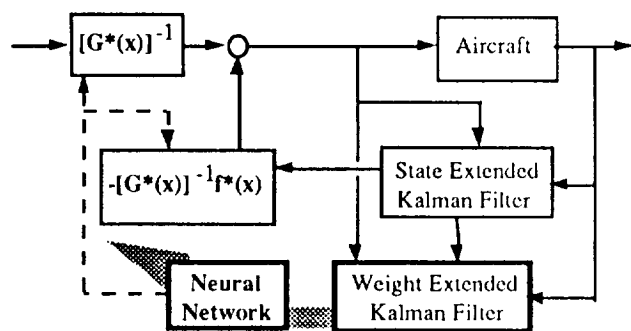 [G*(x)]⁻¹
Aircraft
-[G*(x)]⁻¹f*(x)
State Extended
Kalman Filter
Neural
Network
Weight Extended
Kalman Filter